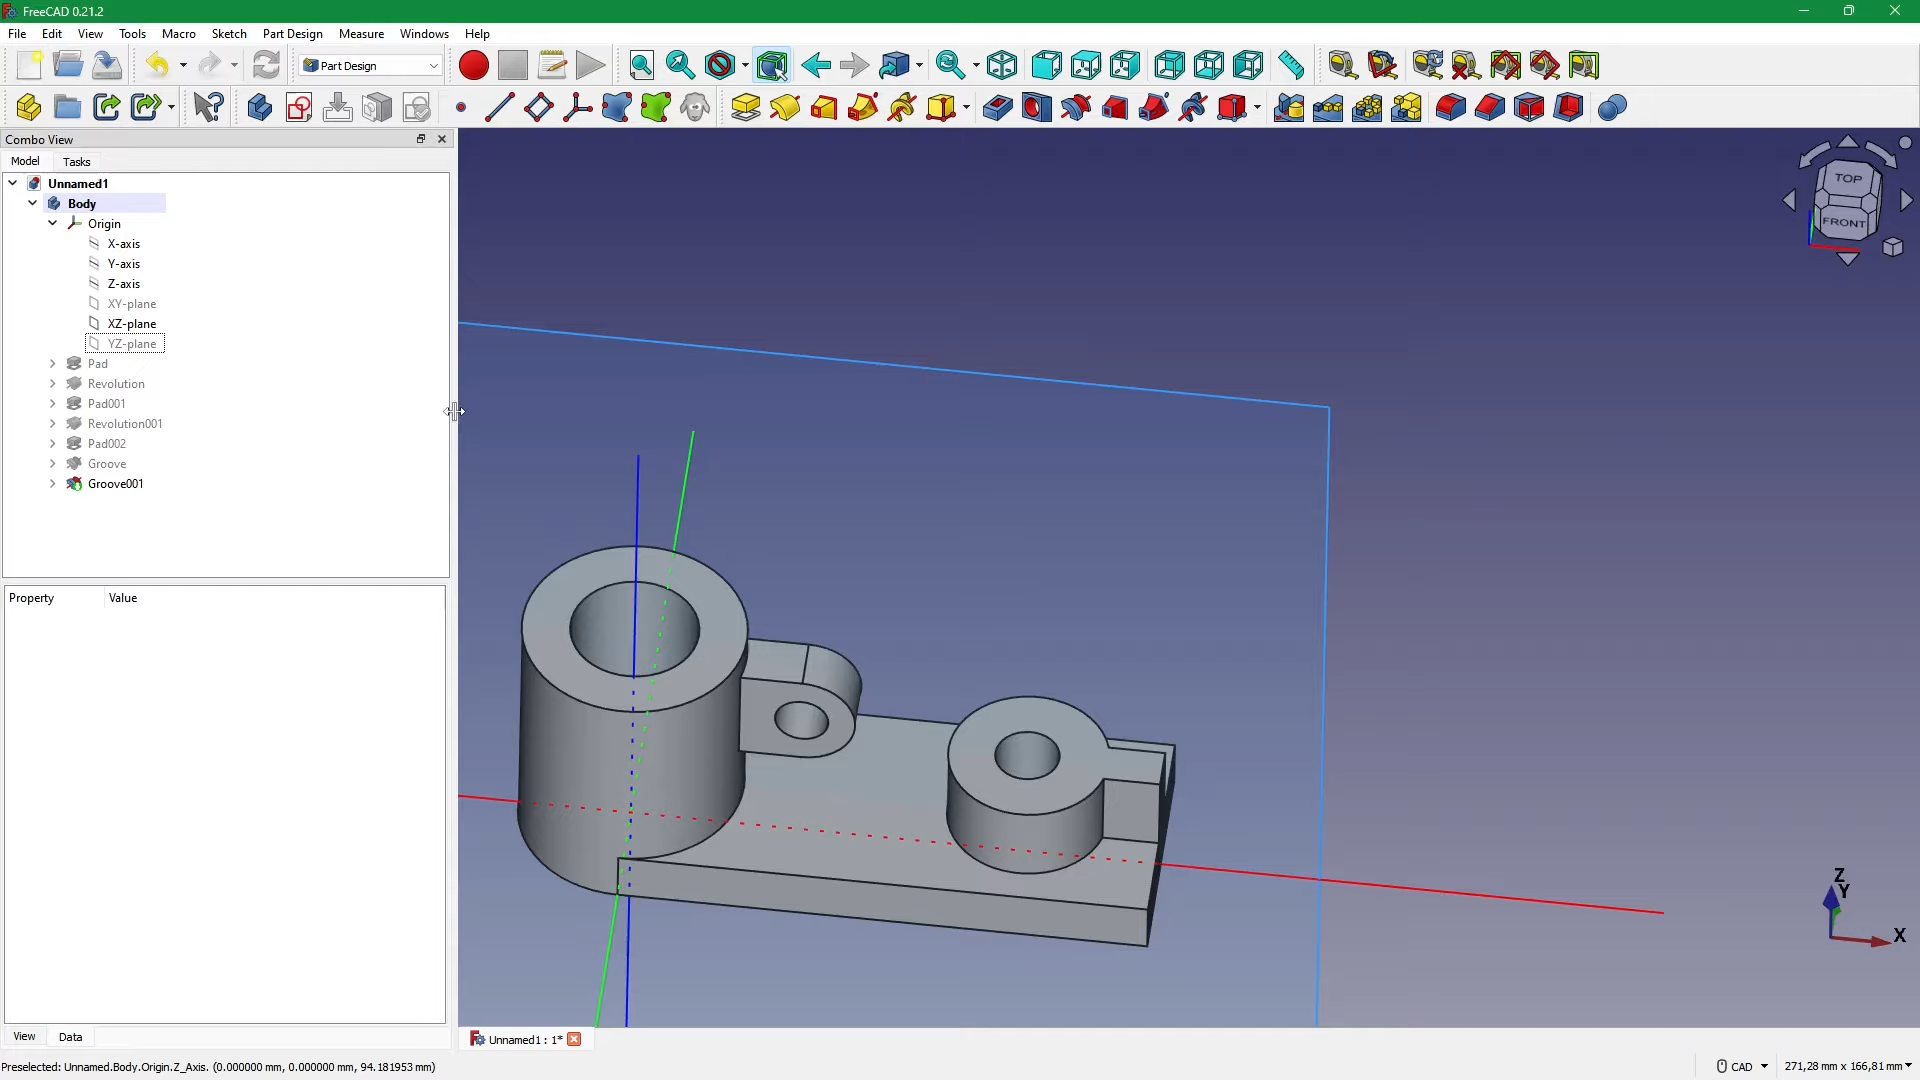 FreeCAD 0.21.2
File Edit View Tools Macro Sketch Part Design Measure Windows Help
Part Design
Combo View
Model Tasks
Unnamed1
Body
Origin
X-axis
Y-axis
Z-axis
XY-plane
XZ-plane
YZ-plane
Pad
Revolution
Pad001
Revolution001
Pad002
Groove
Groove001
Property Value
TOP
FRONT
Z
Y
X
View Data
Unnamed1 : 1*
Preselected: Unnamed.Body.Origin.Z_Axis. (0.000000 mm, 0.000000 mm, 94.181953 mm)
CAD
271,28 mm x 166,81 mm